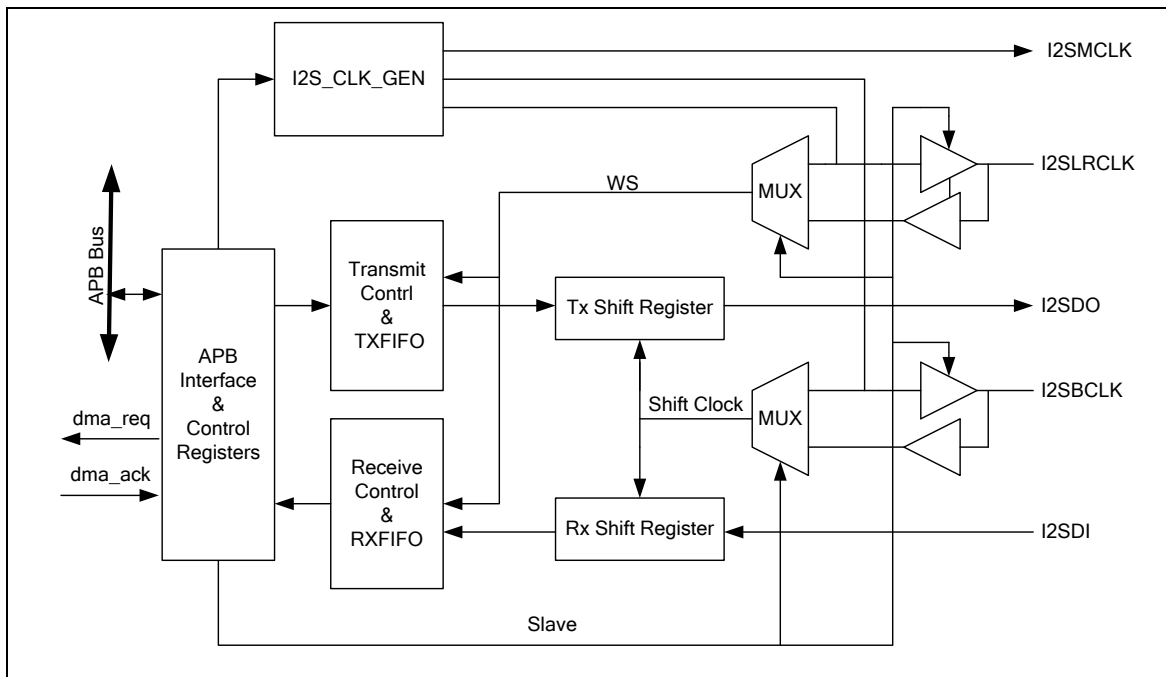 I2SMCLK
I2S_CLK_GEN
I2SLRCLK
MUX
WS
APB Bus
Transmit
Contrl
&
TXFIFO
Tx Shift Register
I2SDO
APB
Interface
&
Control
Registers
dma_req
dma_ack
Shift Clock
MUX
I2SBCLK
Receive
Control
&
RXFIFO
Rx Shift Register
I2SDI
Slave